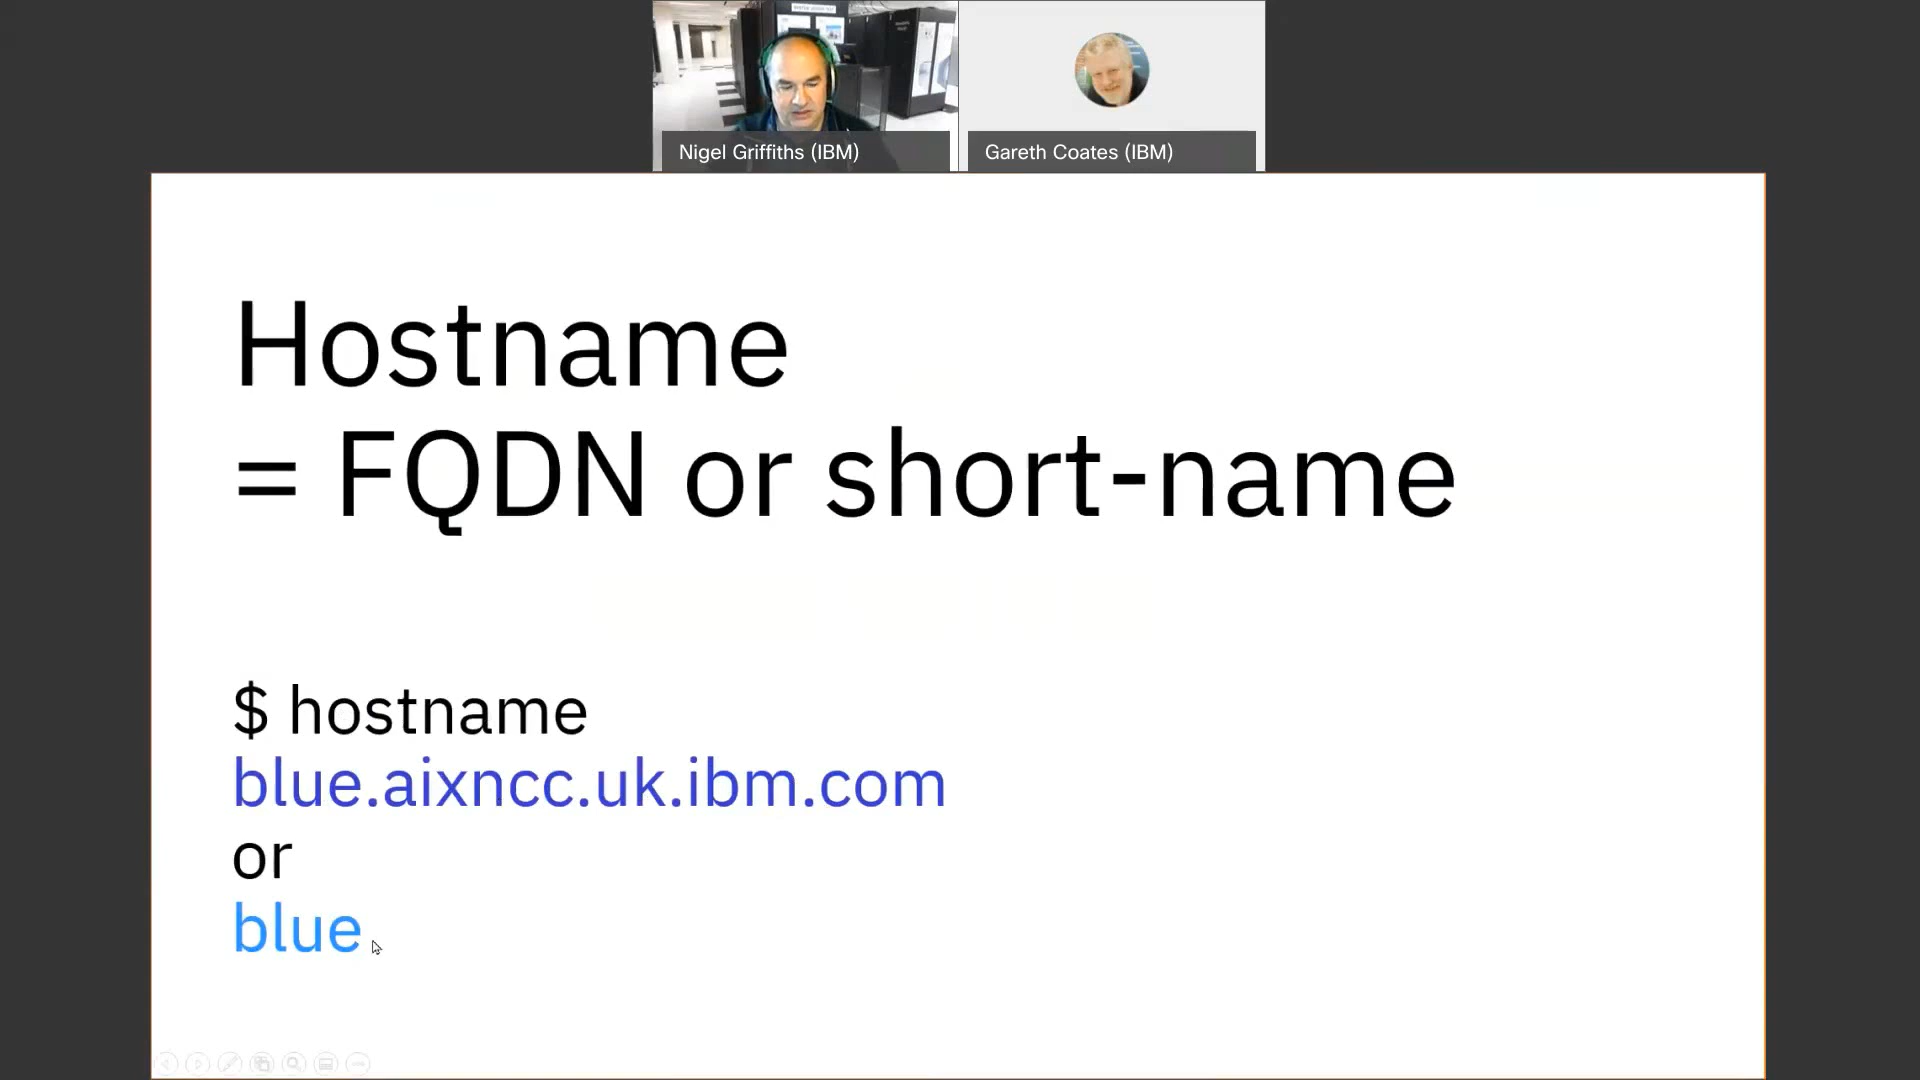 Nigel Griffiths (IBM)
Gareth Coates (IBM)
Hostname
= FQDN or short-name
$ hostname
blue.aixncc.uk.ibm.com
or
blue